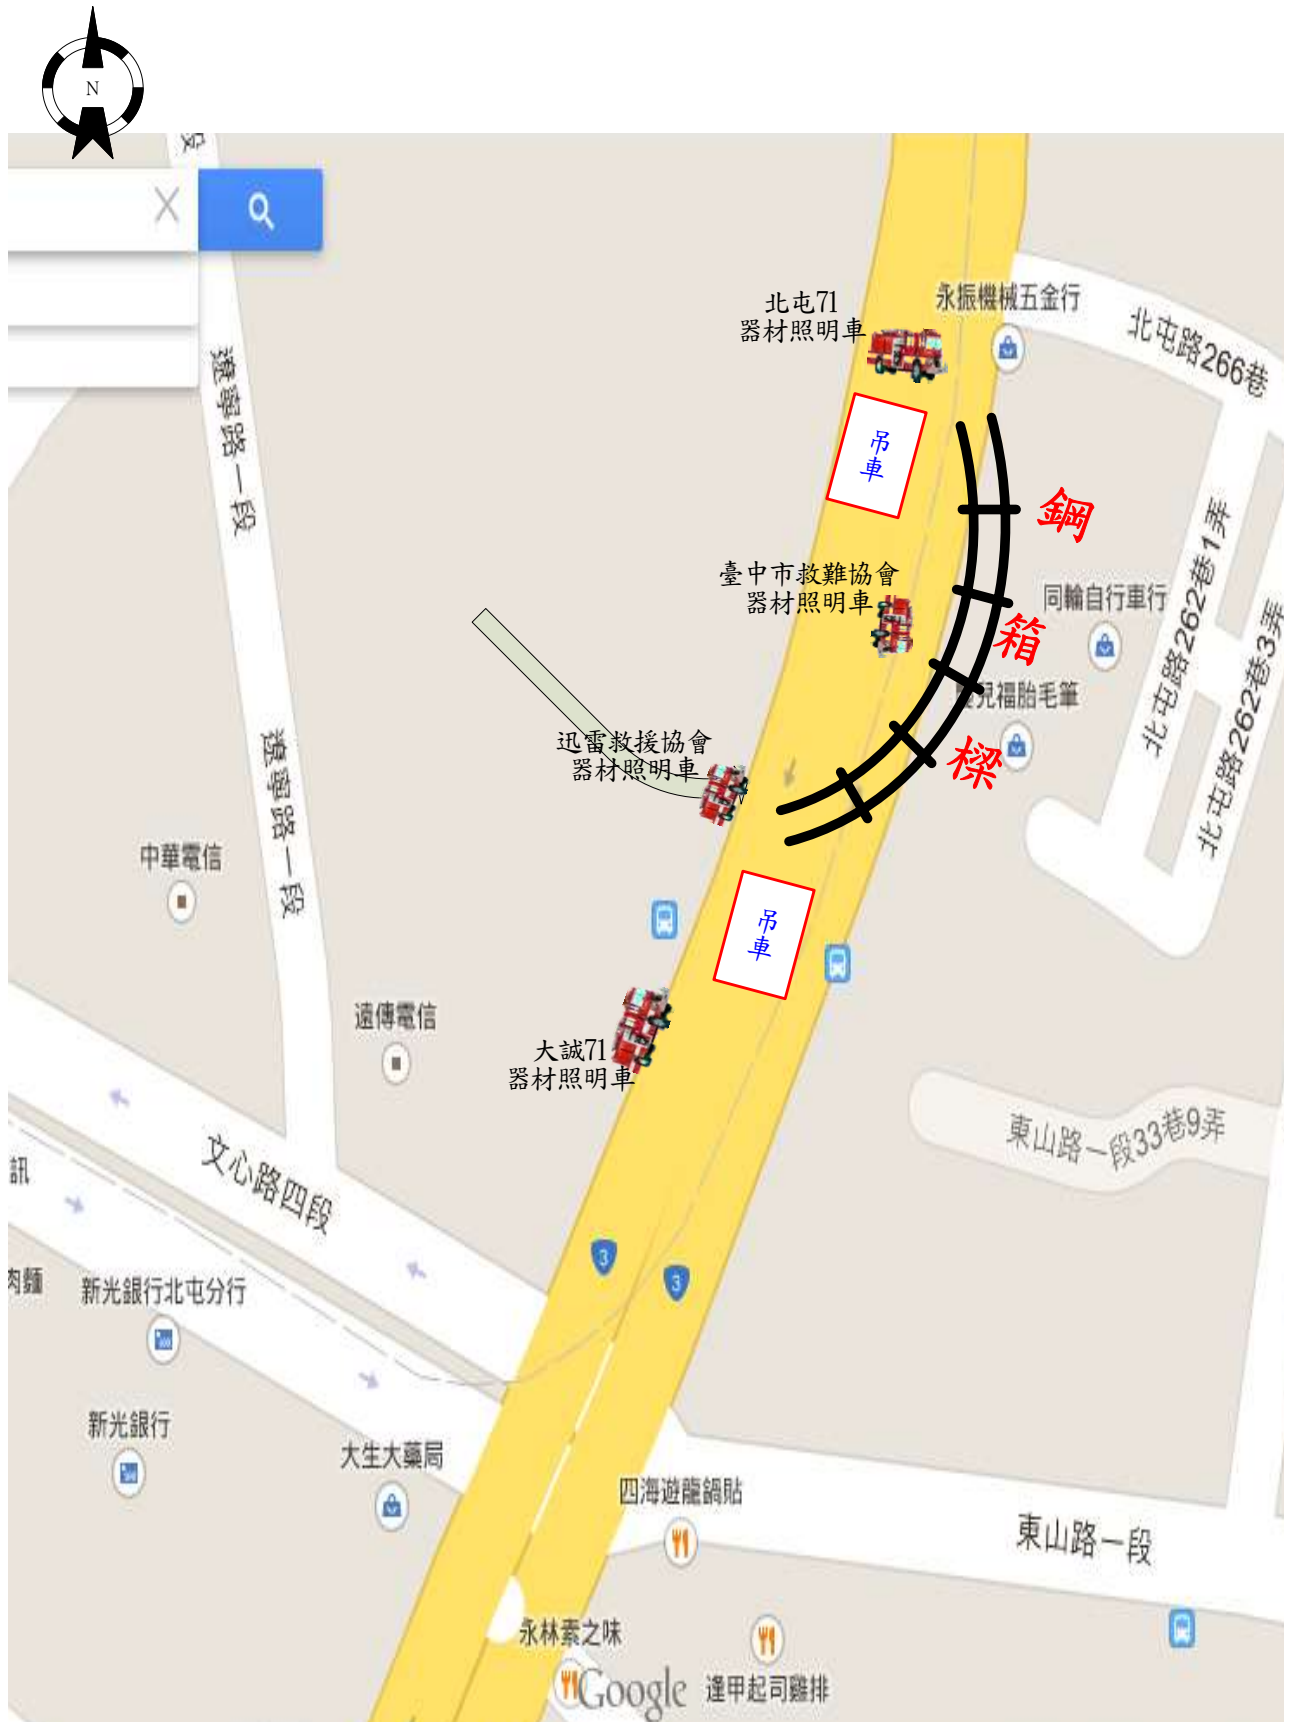 N
段
北屯71
器材照明車
永振機械五金行
北屯路266巷
遼寧路一段
吊車
鋼
北屯路262巷1弄
臺中市救難協會
器材照明車
同輪自行車行
箱
北屯路262巷3弄
兒福胎毛筆
迅雷救援協會
器材照明車
樑
遼寧路一段
中華電信
吊車
遠傳電信
大誠71
器材照明車
東山路一段33巷9弄
文心路四段
訊
3
3
肉麵
新光銀行北屯分行
新光銀行
大生大藥局
四海遊龍鍋貼
東山路一段
永林素之味
Google
逢甲起司雞排